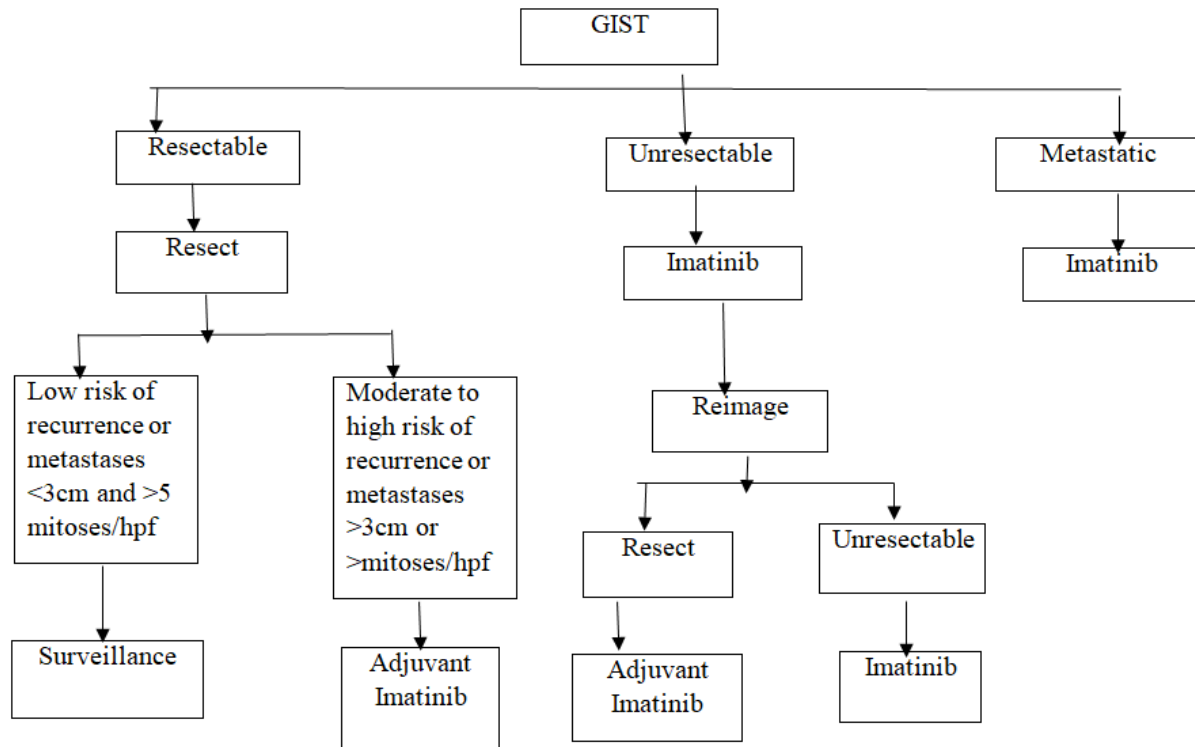 GIST
Resectable
Unresectable
Metastatic
Resect
Imatinib
Imatinib
Low risk of
recurrence or
metastases
<3cm and >5
mitoses/hpf
Moderate to
high risk of
recurrence or
metastases
>3cm or
>mitoses/hpf
Reimage
Resect
Unresectable
Surveillance
Adjuvant
Imatinib
Adjuvant
Imatinib
Imatinib